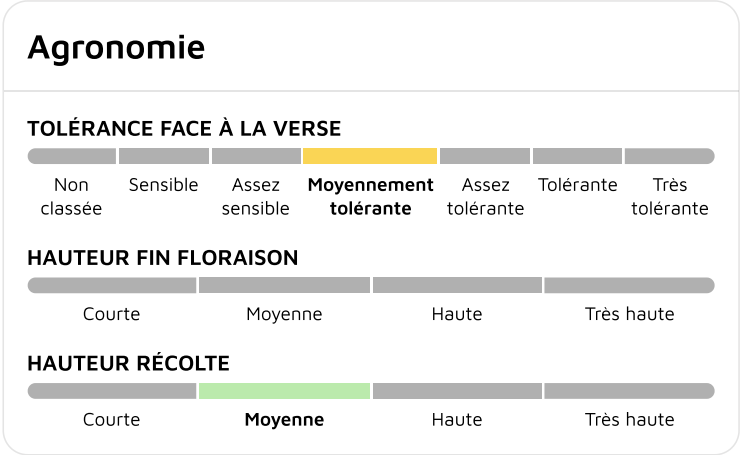 Agronomie
TOLÉRANCE FACE À LA VERSE
Non classée
Sensible
Assez sensible
Moyennement tolérante
Assez tolérante
Tolérante
Très tolérante
HAUTEUR FIN FLORAISON
Courte
Moyenne
Haute
Très haute
HAUTEUR RÉCOLTE
Courte
Moyenne
Haute
Très haute